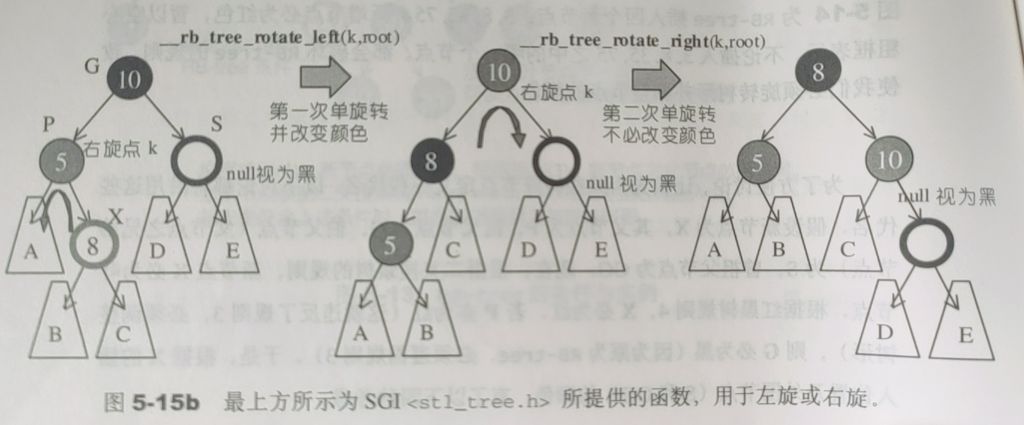 __rb_tree_rotate_left(k,root)
__rb_tree_rotate_right(k,root)
G
10
第一次单旋转
并改变颜色
10
右旋点 k
第二次单旋转
不必改变颜色
8
P
5
右旋点 k
S
null视为黑
8
null 视为黑
5
10
null 视为黑
A
X
8
D
E
5
C
D
E
A
B
C
B
C
A
B
D
E
图 5-15b 最上方所示为 SGI <stl_tree.h> 所提供的函数，用于左旋或右旋。